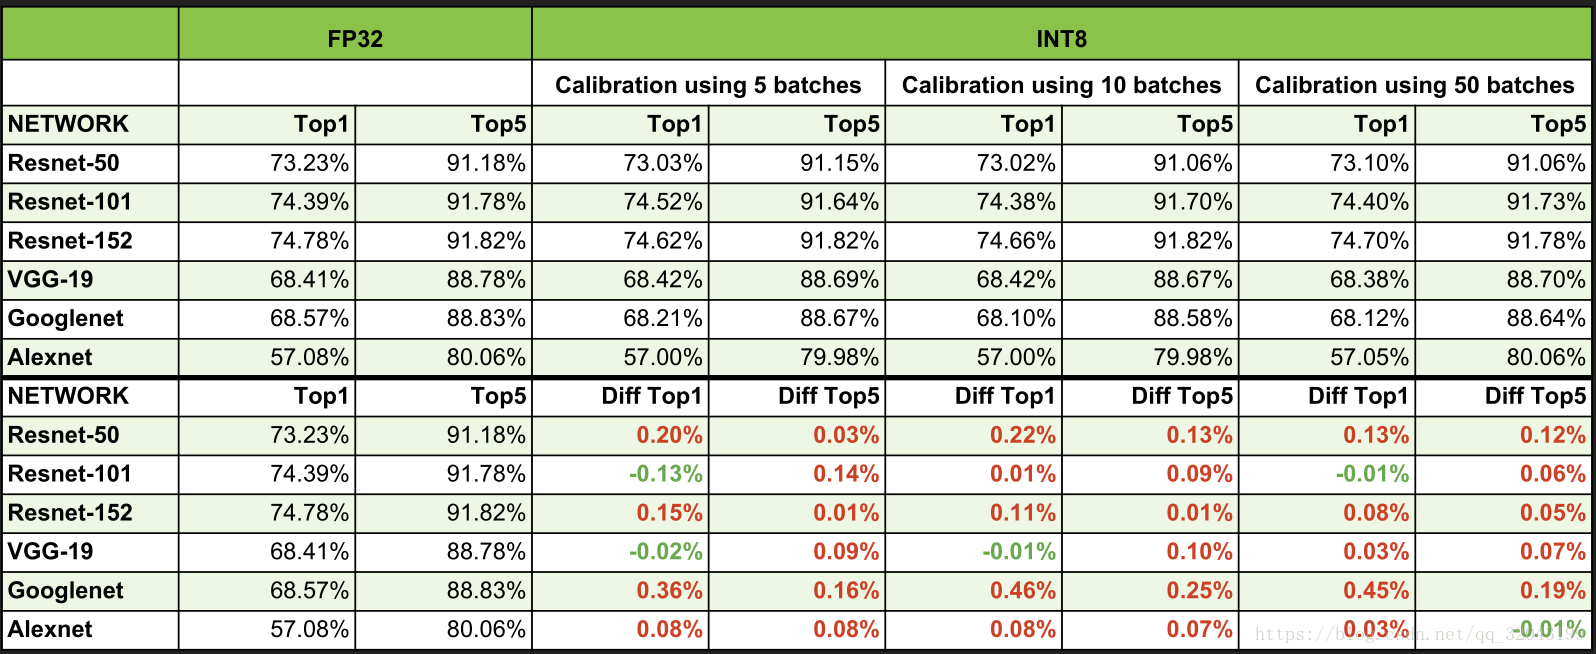 FP32 INT8
Calibration using 5 batches Calibration using 10 batches Calibration using 50 batches
NETWORK Top1 Top5 Top1 Top5 Top1 Top5 Top1 Top5
Resnet-50 73.23% 91.18% 73.03% 91.15% 73.02% 91.06% 73.10% 91.06%
Resnet-101 74.39% 91.78% 74.52% 91.64% 74.38% 91.70% 74.40% 91.73%
Resnet-152 74.78% 91.82% 74.62% 91.82% 74.66% 91.82% 74.70% 91.78%
VGG-19 68.41% 88.78% 68.42% 88.69% 68.42% 88.67% 68.38% 88.70%
Googlenet 68.57% 88.83% 68.21% 88.67% 68.10% 88.58% 68.12% 88.64%
Alexnet 57.08% 80.06% 57.00% 79.98% 57.00% 79.98% 57.05% 80.06%
NETWORK Top1 Top5 Diff Top1 Diff Top5 Diff Top1 Diff Top5 Diff Top1 Diff Top5
Resnet-50 73.23% 91.18% 0.20% 0.03% 0.22% 0.13% 0.13% 0.12%
Resnet-101 74.39% 91.78% -0.13% 0.14% 0.01% 0.09% -0.01% 0.06%
Resnet-152 74.78% 91.82% 0.15% 0.01% 0.11% 0.01% 0.08% 0.05%
VGG-19 68.41% 88.78% -0.02% 0.09% -0.01% 0.10% 0.03% 0.07%
Googlenet 68.57% 88.83% 0.36% 0.16% 0.46% 0.25% 0.45% 0.19%
Alexnet 57.08% 80.06% 0.08% 0.08% 0.08% 0.07% 0.03% -0.01%